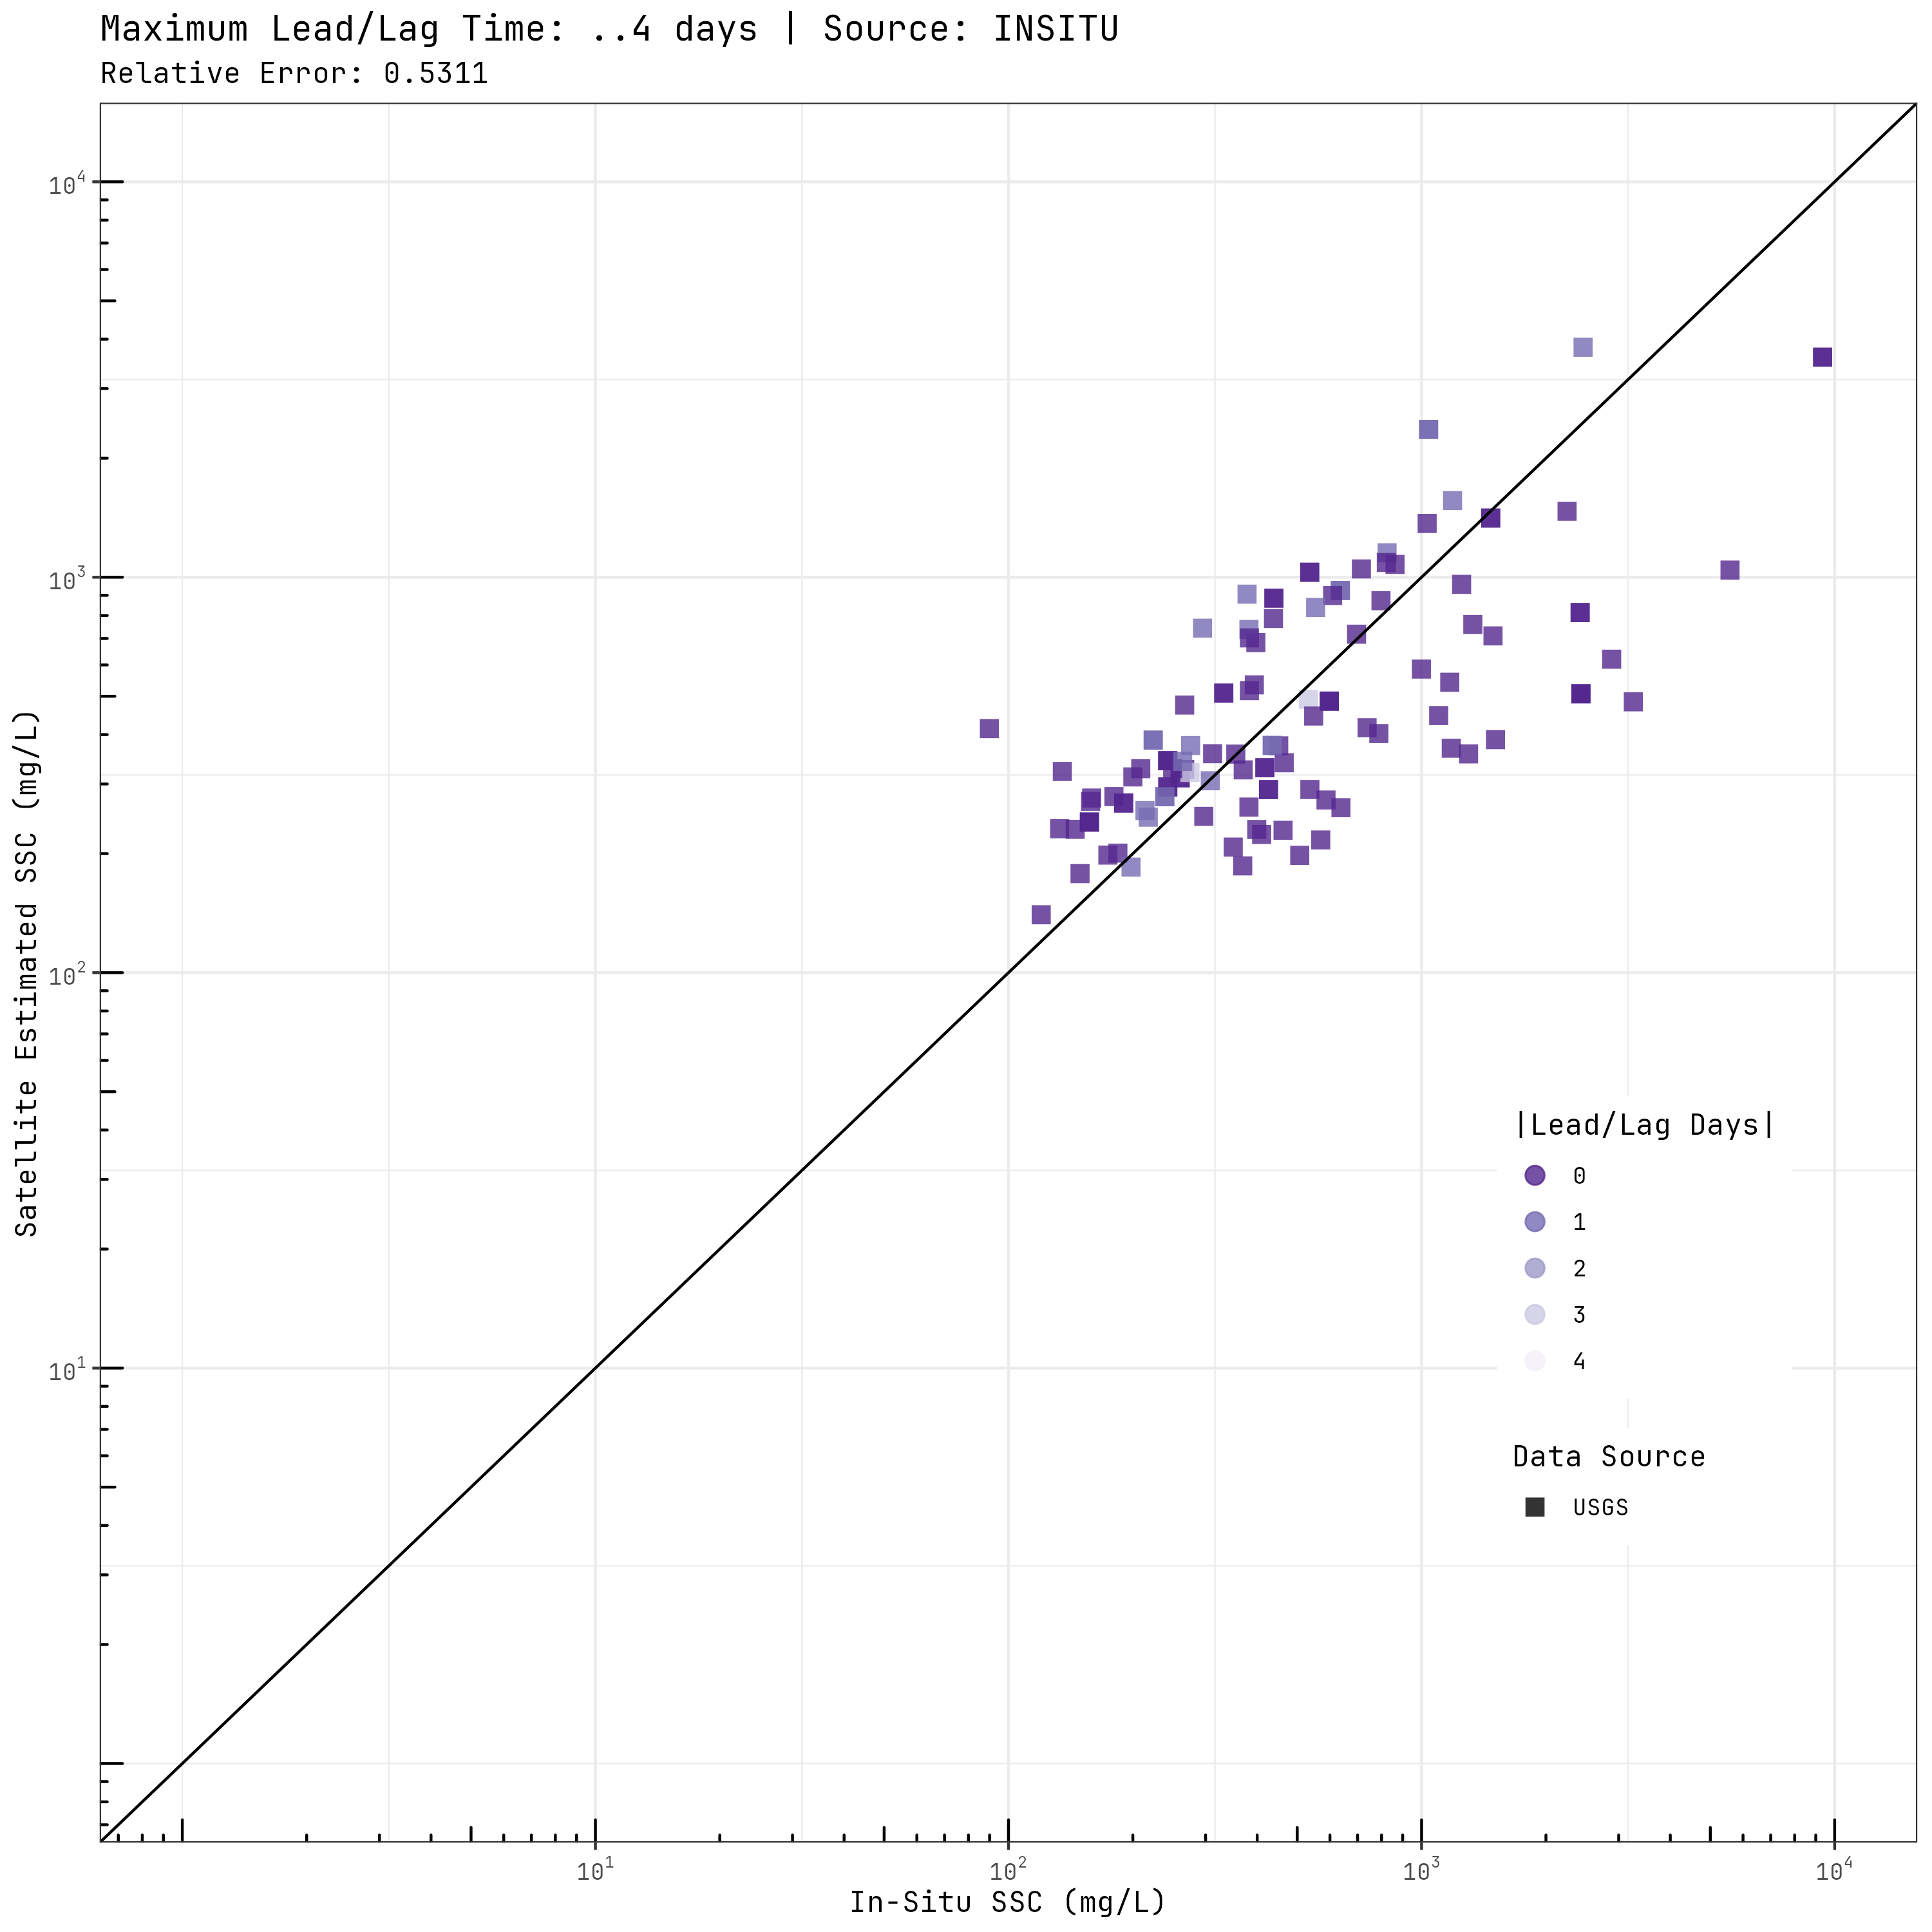 Maximum Lead/Lag Time: ..4 days | Source: INSITU
Relative Error: 0.5311
10⁴
10³
10²
10¹
Satellite Estimated SSC (mg/L)
|Lead/Lag Days|
0
1
2
3
4
Data Source
USGS
10¹ 10² 10³ 10⁴
In-Situ SSC (mg/L)